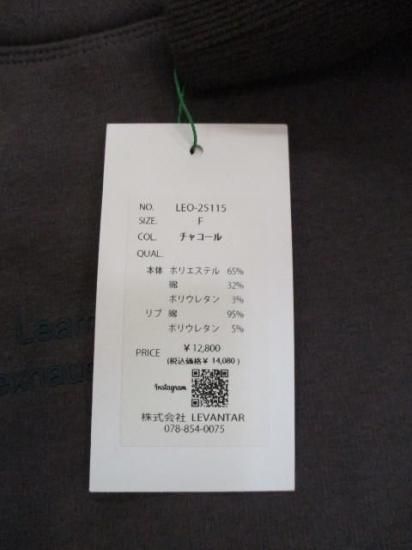 NO. LEO-25115
SIZE. F
COL. チャコール
QUAL.
本体 ポリエステル 65%
綿 32%
ポリウレタン 3%
リブ 綿 95%
ポリウレタン 5%
¥12,800
PRICE (税込価格¥ 14,080)
Instagram
株式会社 LEVANTAR
078-854-0075
Learn
exhau